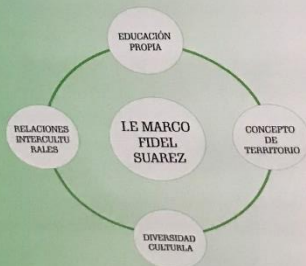 EDUCACIÓN
PROPIA
RELACIONES
INTERCULTU
RALES
I.E MARCO
FIDEL
SUAREZ
CONCEPTO
DE
TERRITORIO
DIVERSIDAD
CULTURLA